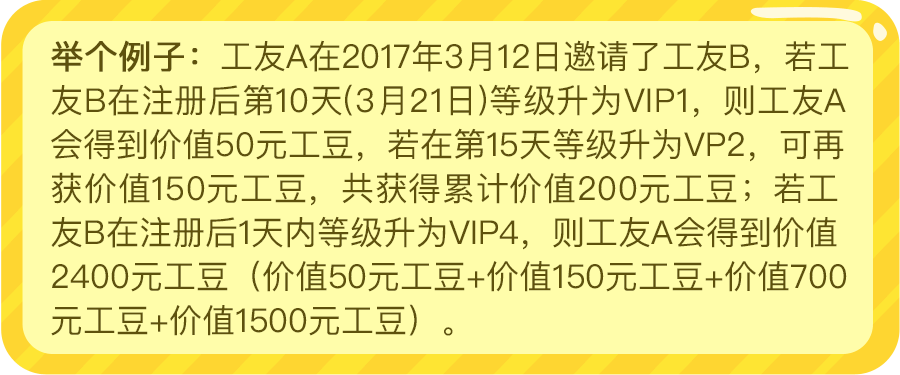 举个例子：工友A在2017年3月12日邀请了工友B，若工
友B在注册后第10天(3月21日)等级升为VIP1，则工友A
会得到价值50元工豆，若在第15天等级升为VP2，可再
获价值150元工豆，共获得累计价值200元工豆；若工
友B在注册后1天内等级升为VIP4，则工友A会得到价值
2400元工豆（价值50元工豆+价值150元工豆+价值700
元工豆+价值1500元工豆）。